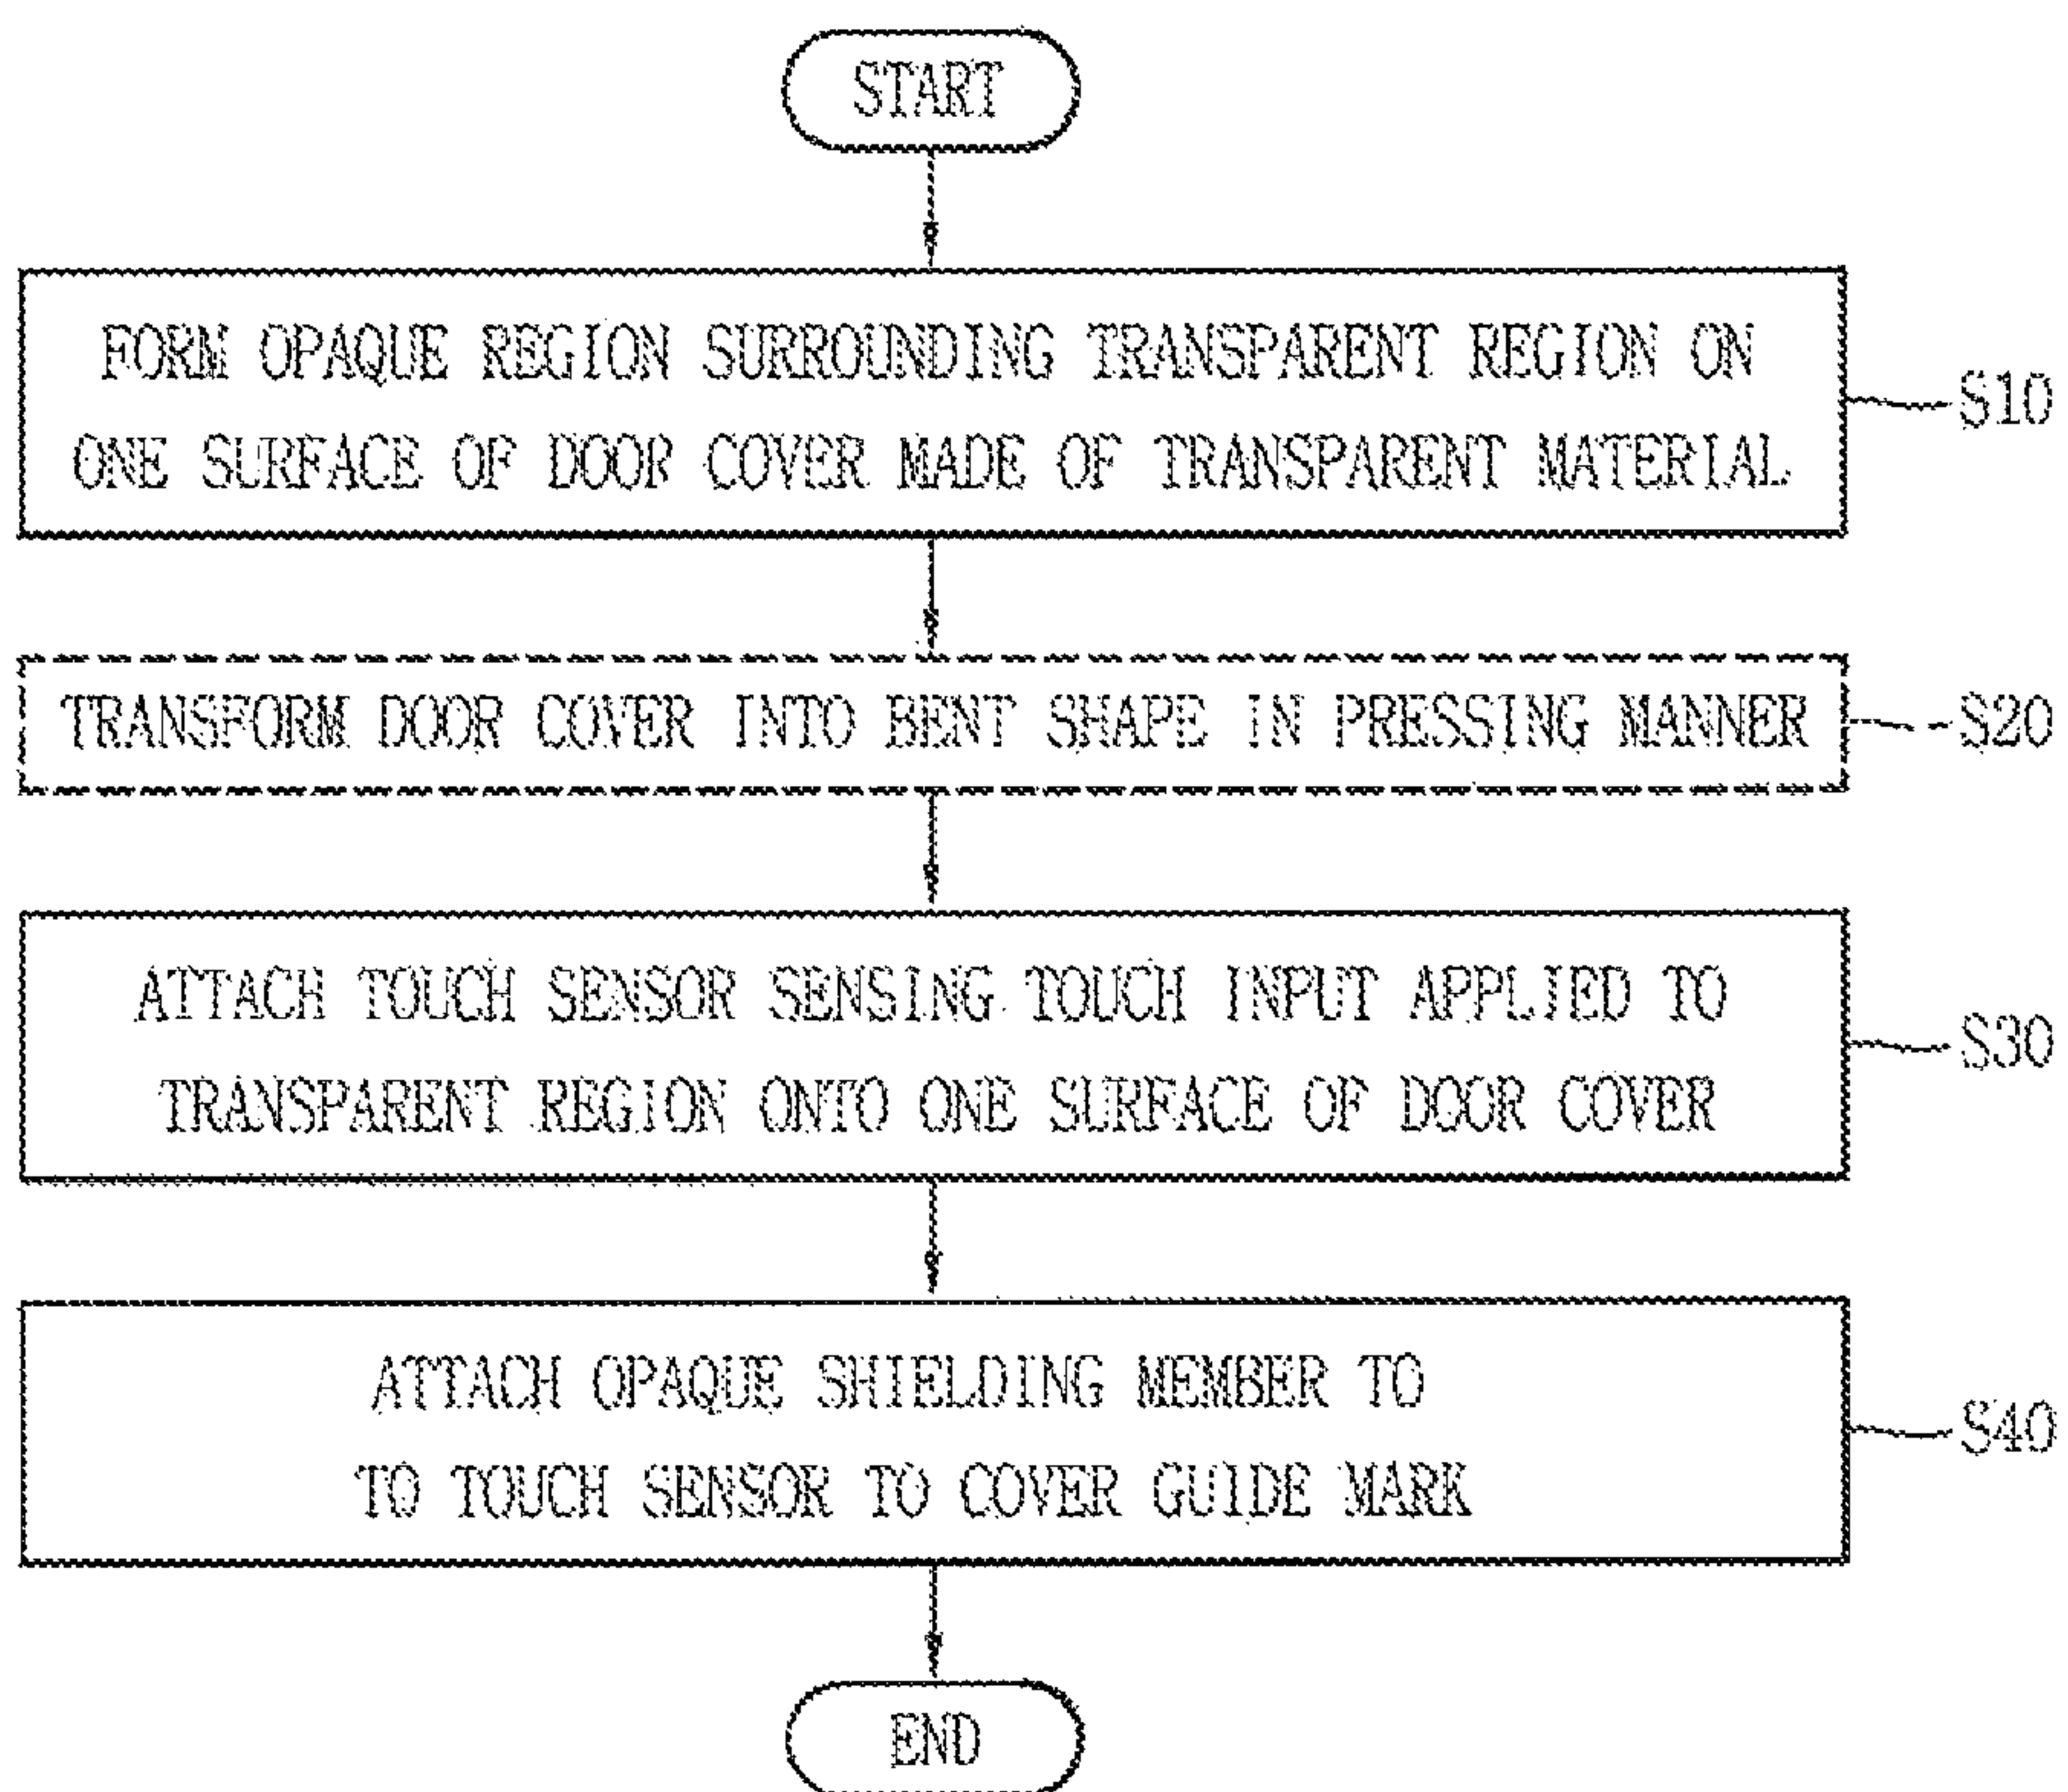 START
FORM OPAQUE REGION SURROUNDING TRANSPARENT REGION ON
ONE SURFACE OF DOOR COVER MADE OF TRANSPARENT MATERIAL
S10
TRANSFORM DOOR COVER INTO BENT SHAPE IN PRESSING MANNER
S20
ATTACH TOUCH SENSOR SENSING TOUCH INPUT APPLIED TO
TRANSPARENT REGION ONTO ONE SURFACE OF DOOR COVER
S30
ATTACH OPAQUE SHIELDING MEMBER TO
TO TOUCH SENSOR TO COVER GUIDE MARK
S40
END